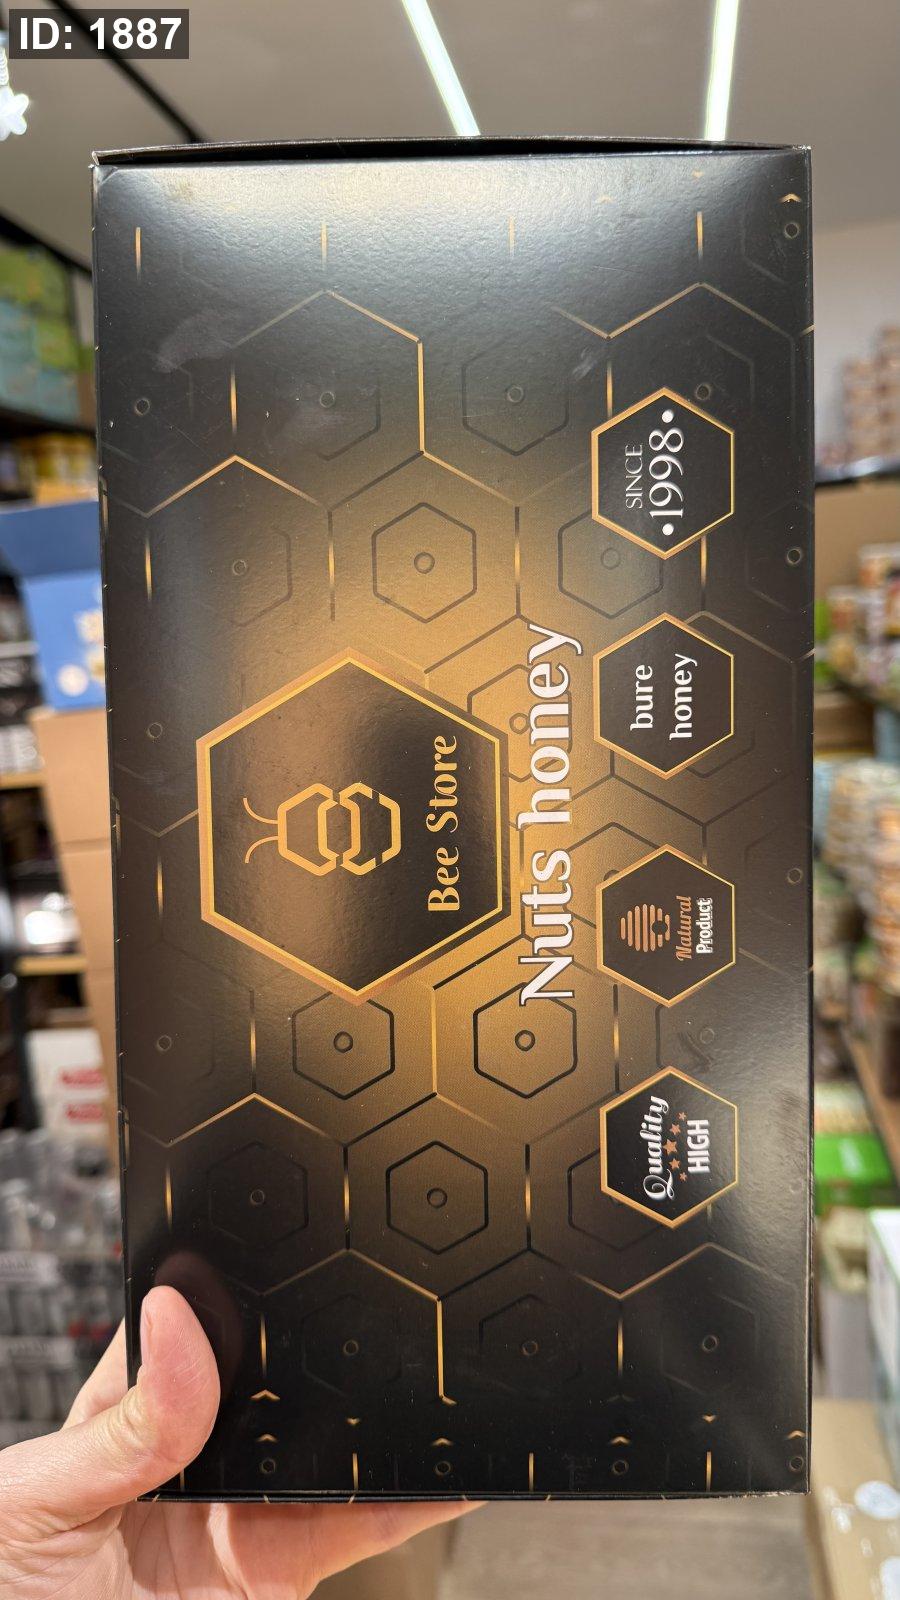 ID: 1887
Bee Store
Nuts honey
Quality
HIGH
Natural
Product
bure
honey
SINCE
•1998•